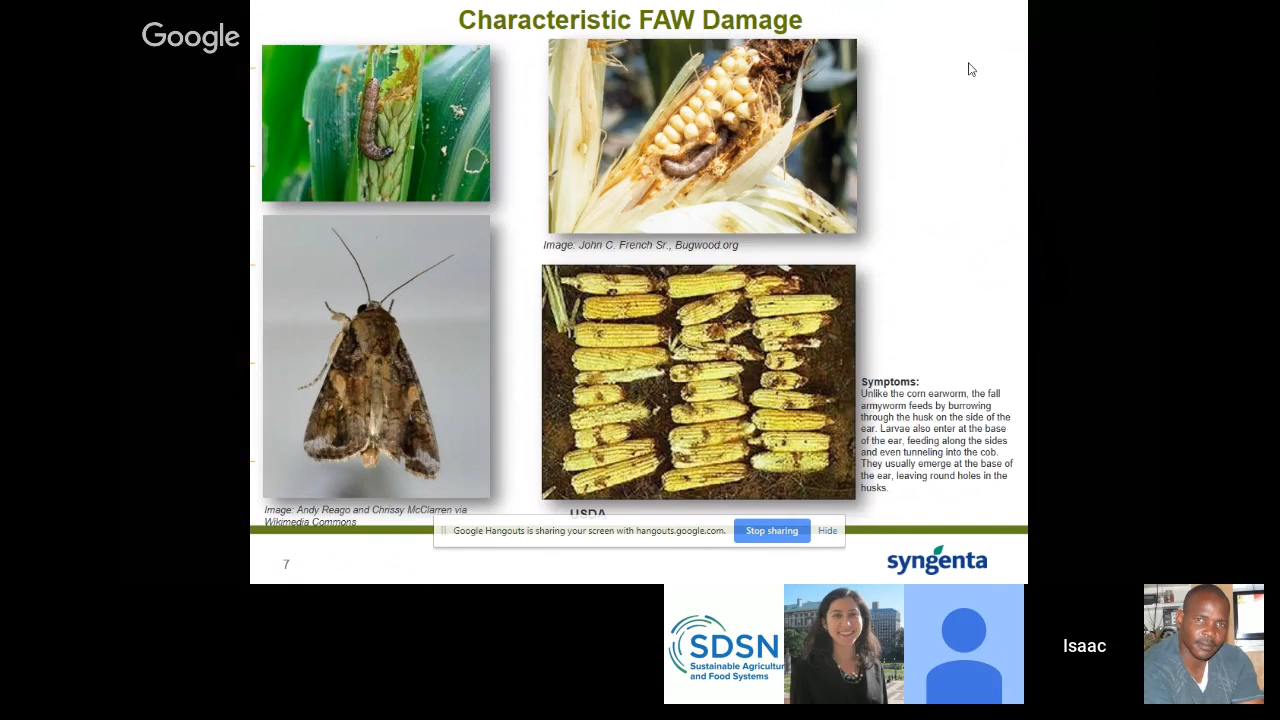 Google
Characteristic FAW Damage
Image: John C. French Sr., Bugwood.org
Symptoms:
Unlike the corn earworm, the fall
armyworm feeds by burrowing
through the husk on the side of the
ear. Larvae also enter at the base
of the ear, feeding along the sides
and even tunneling into the cob.
They usually emerge at the base of
the ear, leaving round holes in the
husks.
Image: Andy Reago and Chrissy McClarren via
Wikimedia Commons
USDA
Google Hangouts is sharing your screen with hangouts.google.com.
Stop sharing
Hide
7
syngenta
SDSN
Sustainable Agricultur
and Food Systems
Isaac